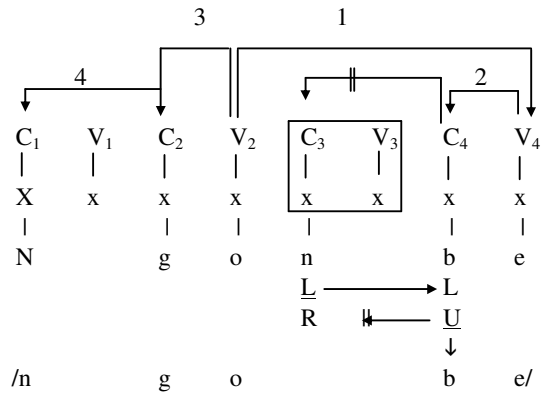 3 1
4 2
C₁ V₁ C₂ V₂ C₃ V₃ C₄ V₄
X x x x x x x x
N g o n b e
L L
R U
/n g o b e/